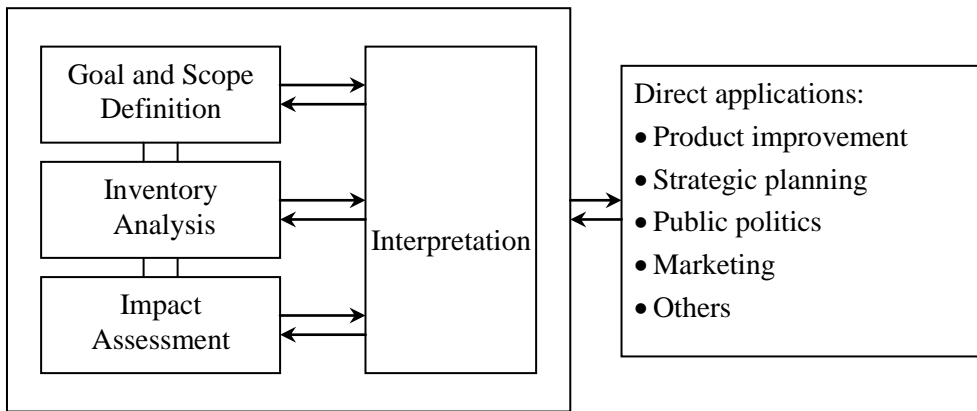 Goal and Scope
Definition
Inventory
Analysis
Impact
Assessment
Interpretation
Direct applications:
• Product improvement
• Strategic planning
• Public politics
• Marketing
• Others